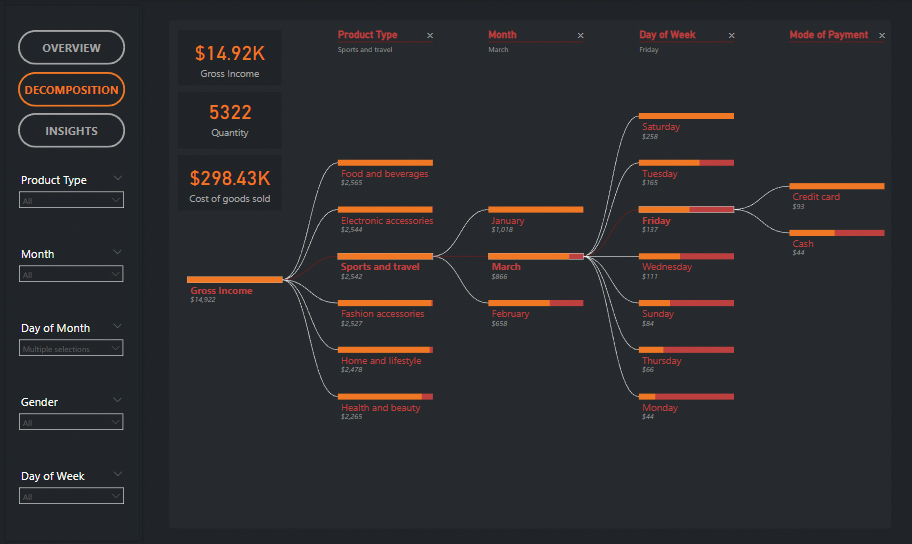 OVERVIEW
DECOMPOSITION
INSIGHTS
Product Type
All
Month
All
Day of Month
Multiple selections
Gender
All
Day of Week
All
$14.92K
Gross Income
5322
Quantity
$298.43K
Cost of goods sold
Gross Income
$14,922
Product Type
Sports and travel
Food and beverages
$2,565
Electronic accessories
$2,544
Sports and travel
$2,542
Fashion accessories
$2,527
Home and lifestyle
$2,478
Health and beauty
$2,265
Month
March
January
$1,018
March
$866
February
$658
Day of Week
Friday
Saturday
$258
Tuesday
$165
Friday
$137
Wednesday
$111
Sunday
$84
Thursday
$66
Monday
$44
Mode of Payment
Credit card
$93
Cash
$44